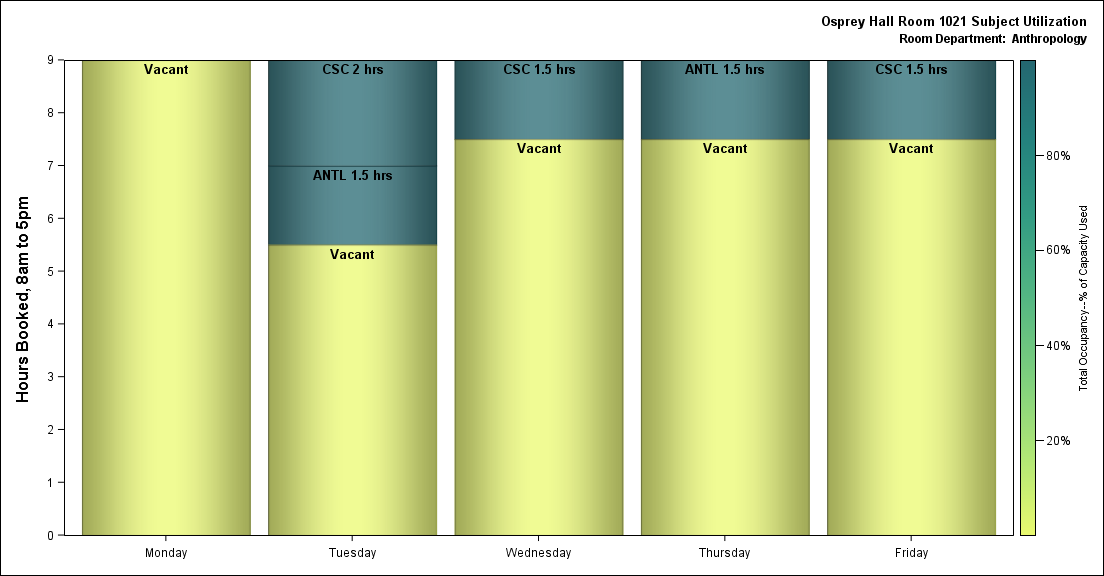 Osprey Hall Room 1021 Subject Utilization
Room Department: Anthropology
Hours Booked, 8am to 5pm
9
8
7
6
5
4
3
2
1
0
Vacant
CSC 2 hrs
ANTL 1.5 hrs
Vacant
CSC 1.5 hrs
Vacant
ANTL 1.5 hrs
Vacant
CSC 1.5 hrs
Vacant
Monday
Tuesday
Wednesday
Thursday
Friday
80%
60%
40%
20%
Total Occupancy--% of Capacity Used